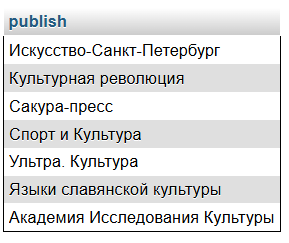 publish
Искусство-Санкт-Петербург
Культурная революция
Сакура-пресс
Спорт и Культура
Ультра. Культура
Языки славянской культуры
Академия Исследования Культуры